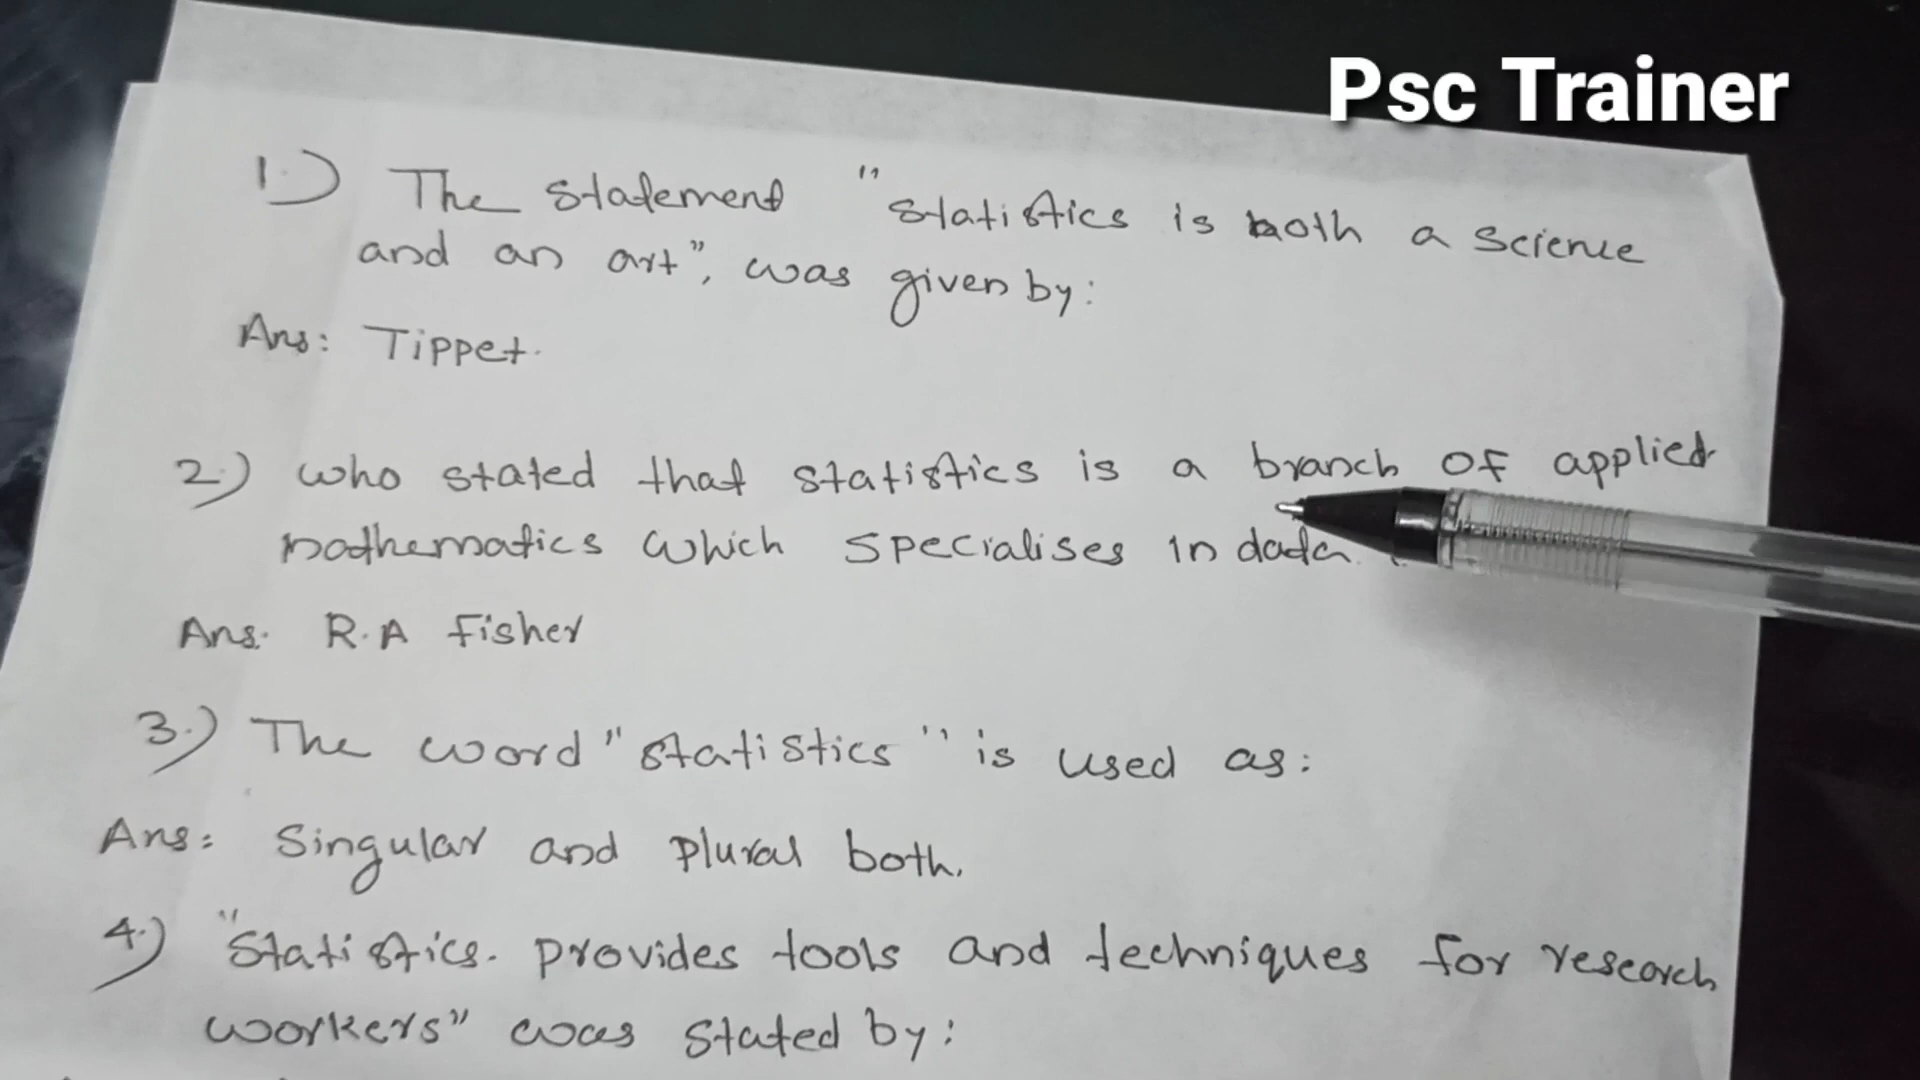 Psc Trainer
1.) The statement "statistics is both a science
and an art", was given by:
Ans: Tippet.
2.) who stated that statistics is a branch of applied
mathematics which specialises in data.
Ans. R.A Fisher
3.) The word "statistics" is used as:
Ans: Singular and plural both.
4.) "Statistics. provides tools and techniques for research
workers" was stated by: